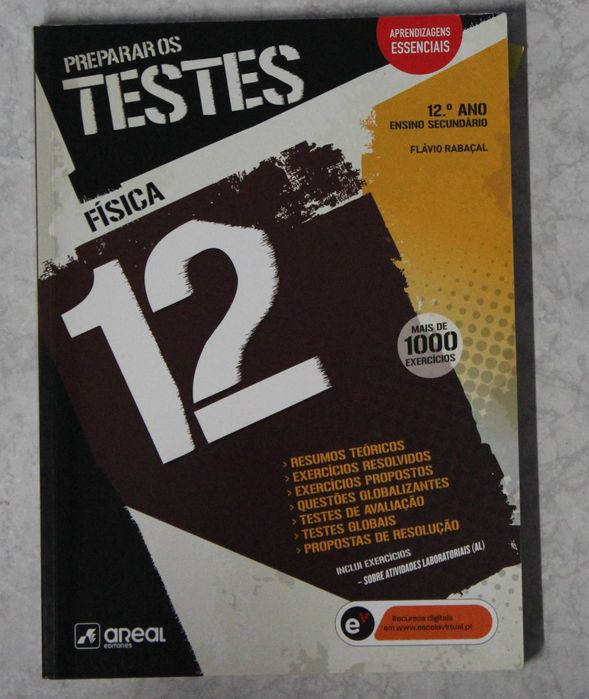 PREPARAR OS
TESTES
APRENDIZAGENS
ESSENCIAIS
12.º ANO
ENSINO SECUNDÁRIO
FLÁVIO RABAÇAL
FÍSICA
12
MAIS DE
1000
EXERCÍCIOS
> RESUMOS TEÓRICOS
> EXERCÍCIOS RESOLVIDOS
> EXERCÍCIOS PROPOSTOS
> QUESTÕES GLOBALIZANTES
> TESTES DE AVALIAÇÃO
> TESTES GLOBAIS
> PROPOSTAS DE RESOLUÇÃO
INCLUI EXERCÍCIOS
– SOBRE ATIVIDADES LABORATORIAIS (AL)
e
Recursos digitais
em www.escolavirtual.pt
areal
EDITORES